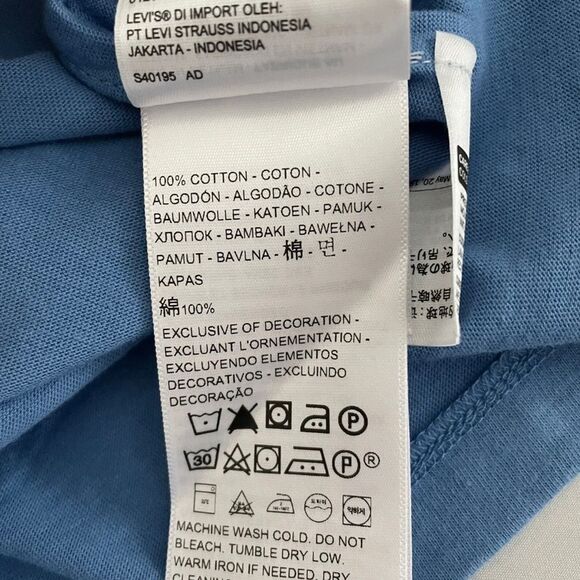 LEVI'S® DI IMPORT OLEH:
PT LEVI STRAUSS INDONESIA
JAKARTA - INDONESIA
S40195 AD
100% COTTON - COTON -
ALGODÓN - ALGODÃO - COTONE -
BAUMWOLLE - KATOEN - PAMUK -
ХЛОПОК - BAMBAKI - BAWEŁNA -
PAMUT - BAVLNA - 棉 - 면 -
KAPAS
綿100%
EXCLUSIVE OF DECORATION -
EXCLUANT L'ORNEMENTATION -
EXCLUYENDO ELEMENTOS
DECORATIVOS - EXCLUINDO
DECORAÇÃO
P
30 P ®
MACHINE WASH COLD. DO NOT
BLEACH. TUMBLE DRY LOW.
WARM IRON IF NEEDED. DRY
May 20,